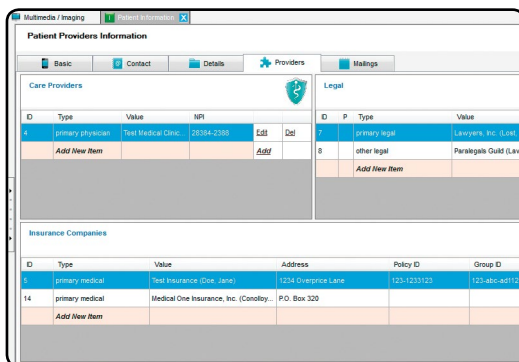 Multimedia / Imaging
Patient Information
X
Patient Providers Information
Basic
Contact
Details
Providers
Mailings
Care Providers
ID Type Value NPI
4 primary physician Test Medical Clinic... 28384-2388 Edit Del
Add New Item Add
Legal
ID P Type Value
7 primary legal Lawyers, Inc. (Lost,
8 other legal Paralegals Guild (Law
Add New Item
Insurance Companies
ID Type Value Address Policy ID Group ID
5 primary medical Test Insurance (Doe, Jane) 1234 Overprice Lane 123-1233123 123-abc-ad112
14 primary medical Medical One Insurance, Inc. (Conolloy... P.O. Box 320
Add New Item